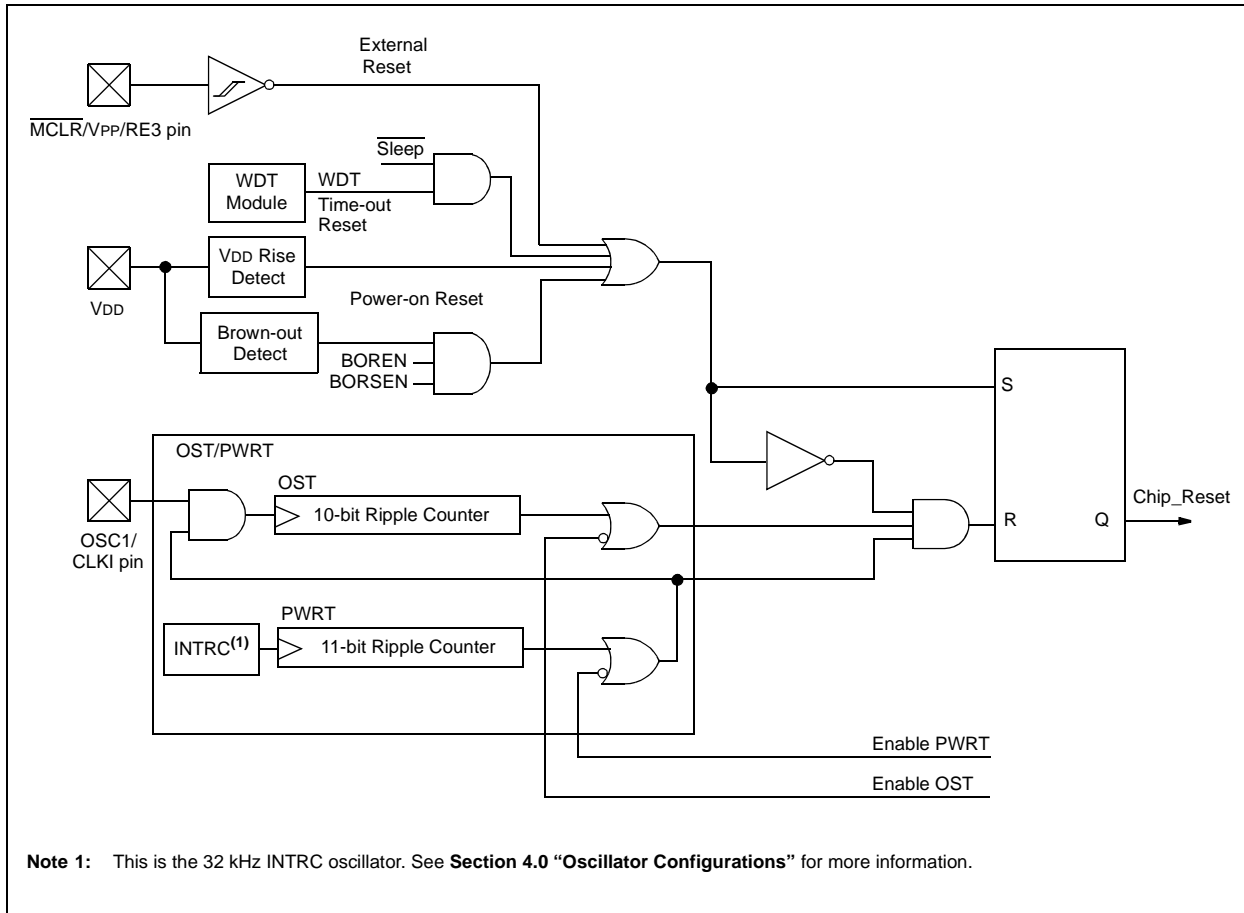 External
Reset
MCLR/VPP/RE3 pin
Sleep
WDT
Module
WDT
Time-out
Reset
VDD Rise
Detect
VDD
Power-on Reset
Brown-out
Detect
BOREN
BORSEN
S
OST/PWRT
OST
10-bit Ripple Counter
OSC1/
CLKI pin
Chip_Reset
R
Q
PWRT
INTRC(1)
11-bit Ripple Counter
Enable PWRT
Enable OST
Note 1: This is the 32 kHz INTRC oscillator. See Section 4.0 “Oscillator Configurations” for more information.